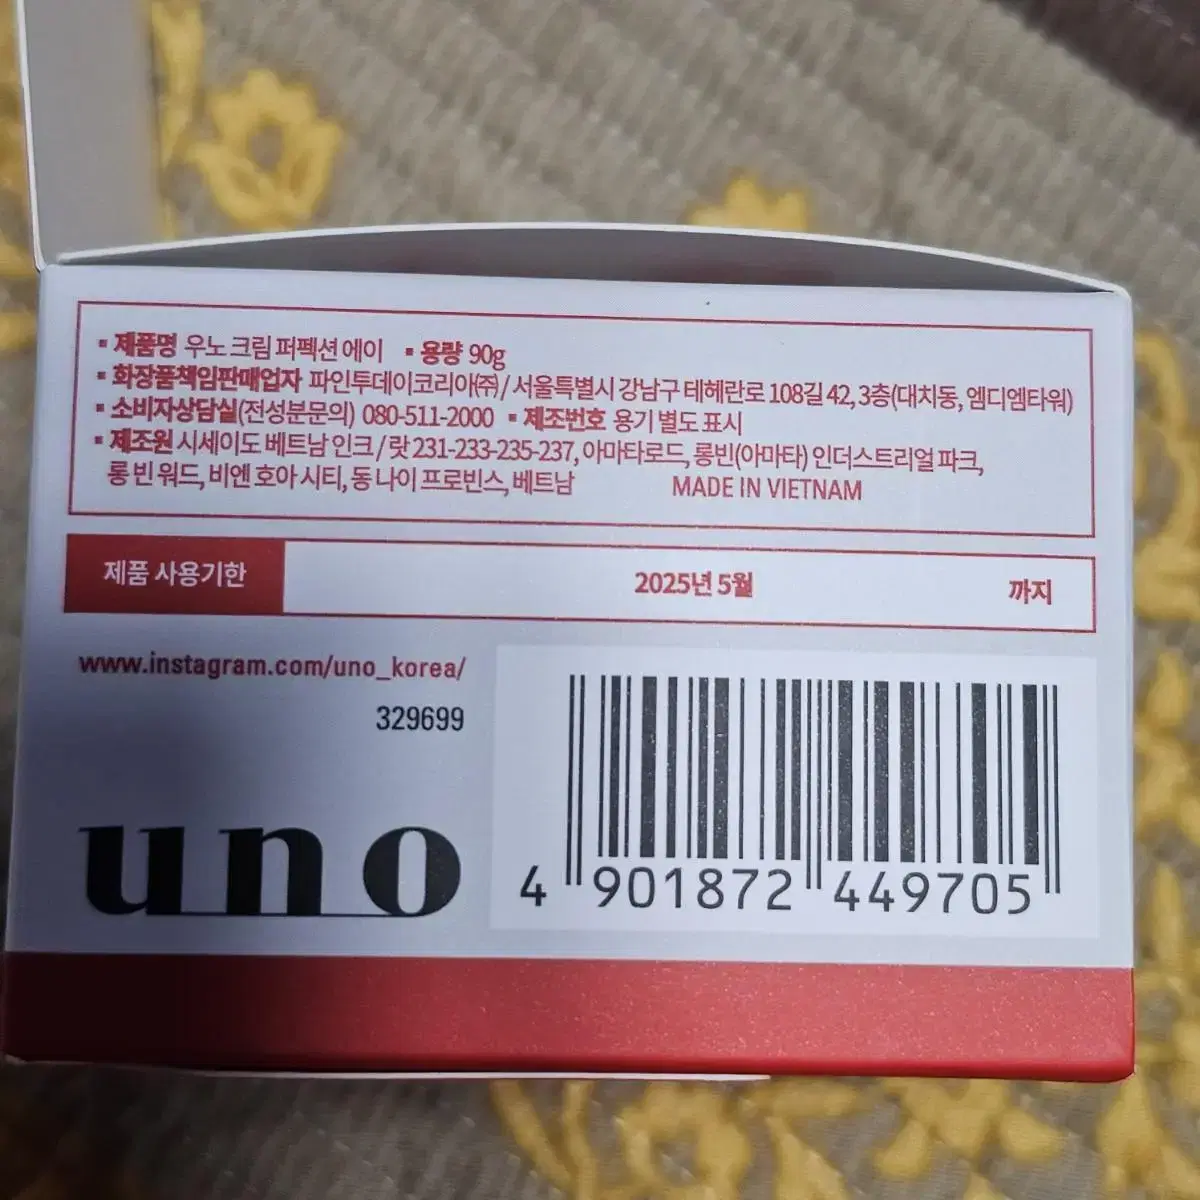 ▪ 제품명 우노 크림 퍼펙션 에이 ▪ 용량 90g
▪ 화장품책임판매업자 파인투데이코리아㈜ / 서울특별시 강남구 테헤란로 108길 42, 3층(대치동, 엠디엠타워)
▪ 소비자상담실(전성분문의) 080-511-2000 ▪ 제조번호 용기 별도 표시
▪ 제조원 시세이도 베트남 인크 / 랏 231-233-235-237, 아마타로드, 롱빈(아마타) 인더스트리얼 파크,
롱 빈 워드, 비엔 호아 시티, 동 나이 프로빈스, 베트남 MADE IN VIETNAM
제품 사용기한 2025년 5월 까지
www.instagram.com/uno_korea/
329699
uno
4 901872 449705